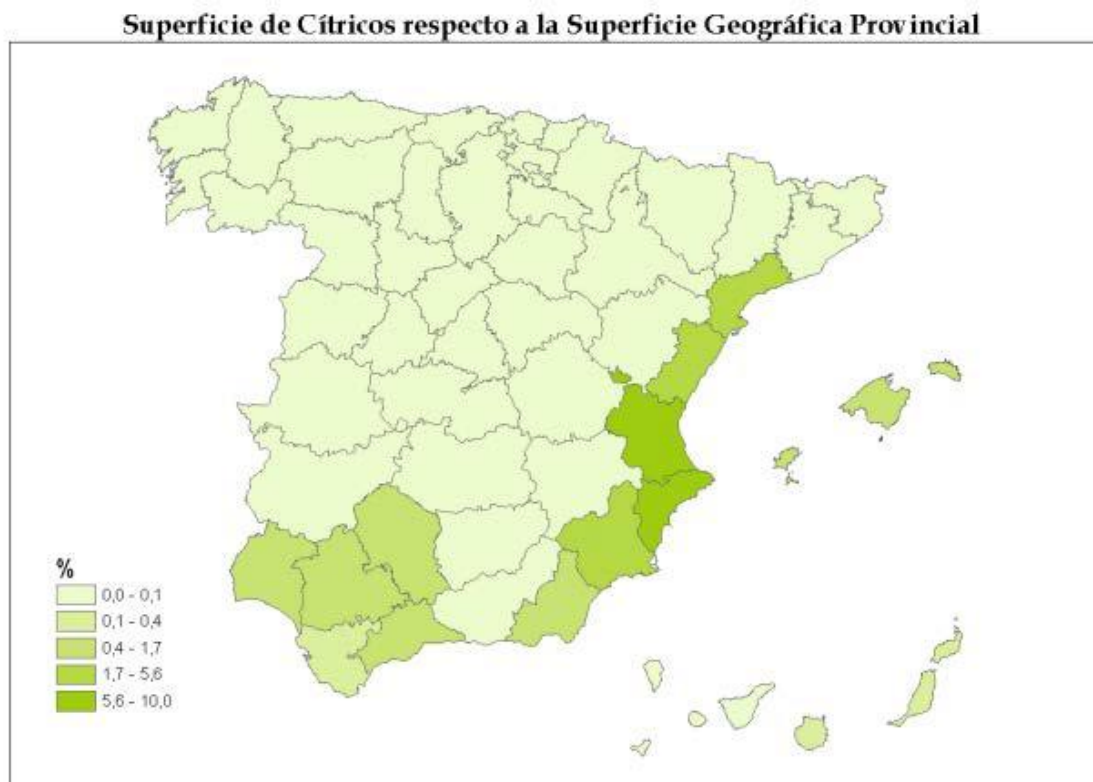 Superficie de Cítricos respecto a la Superficie Geográfica Provincial
%
0,0 - 0,1
0,1 - 0,4
0,4 - 1,7
1,7 - 5,6
5,6 - 10,0